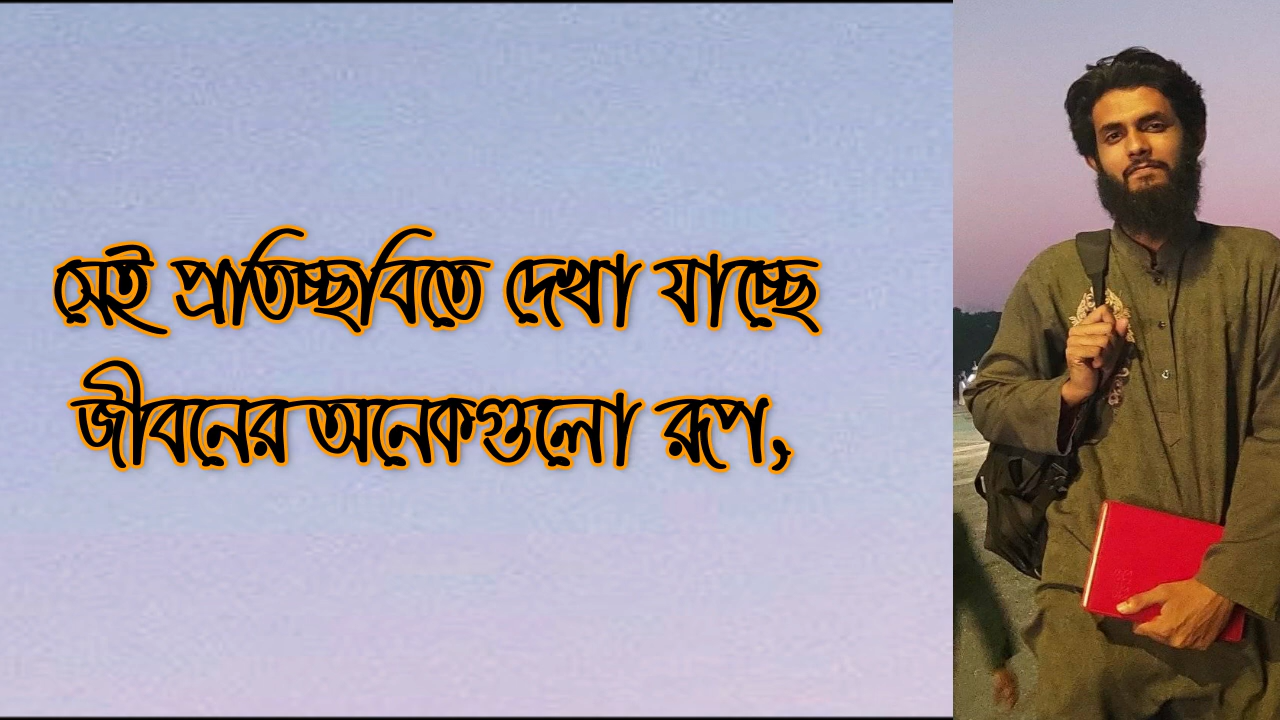 সেই প্রতিচ্ছবিতে দেখা যাচ্ছে
জীবনের অনেকগুলো রূপ,